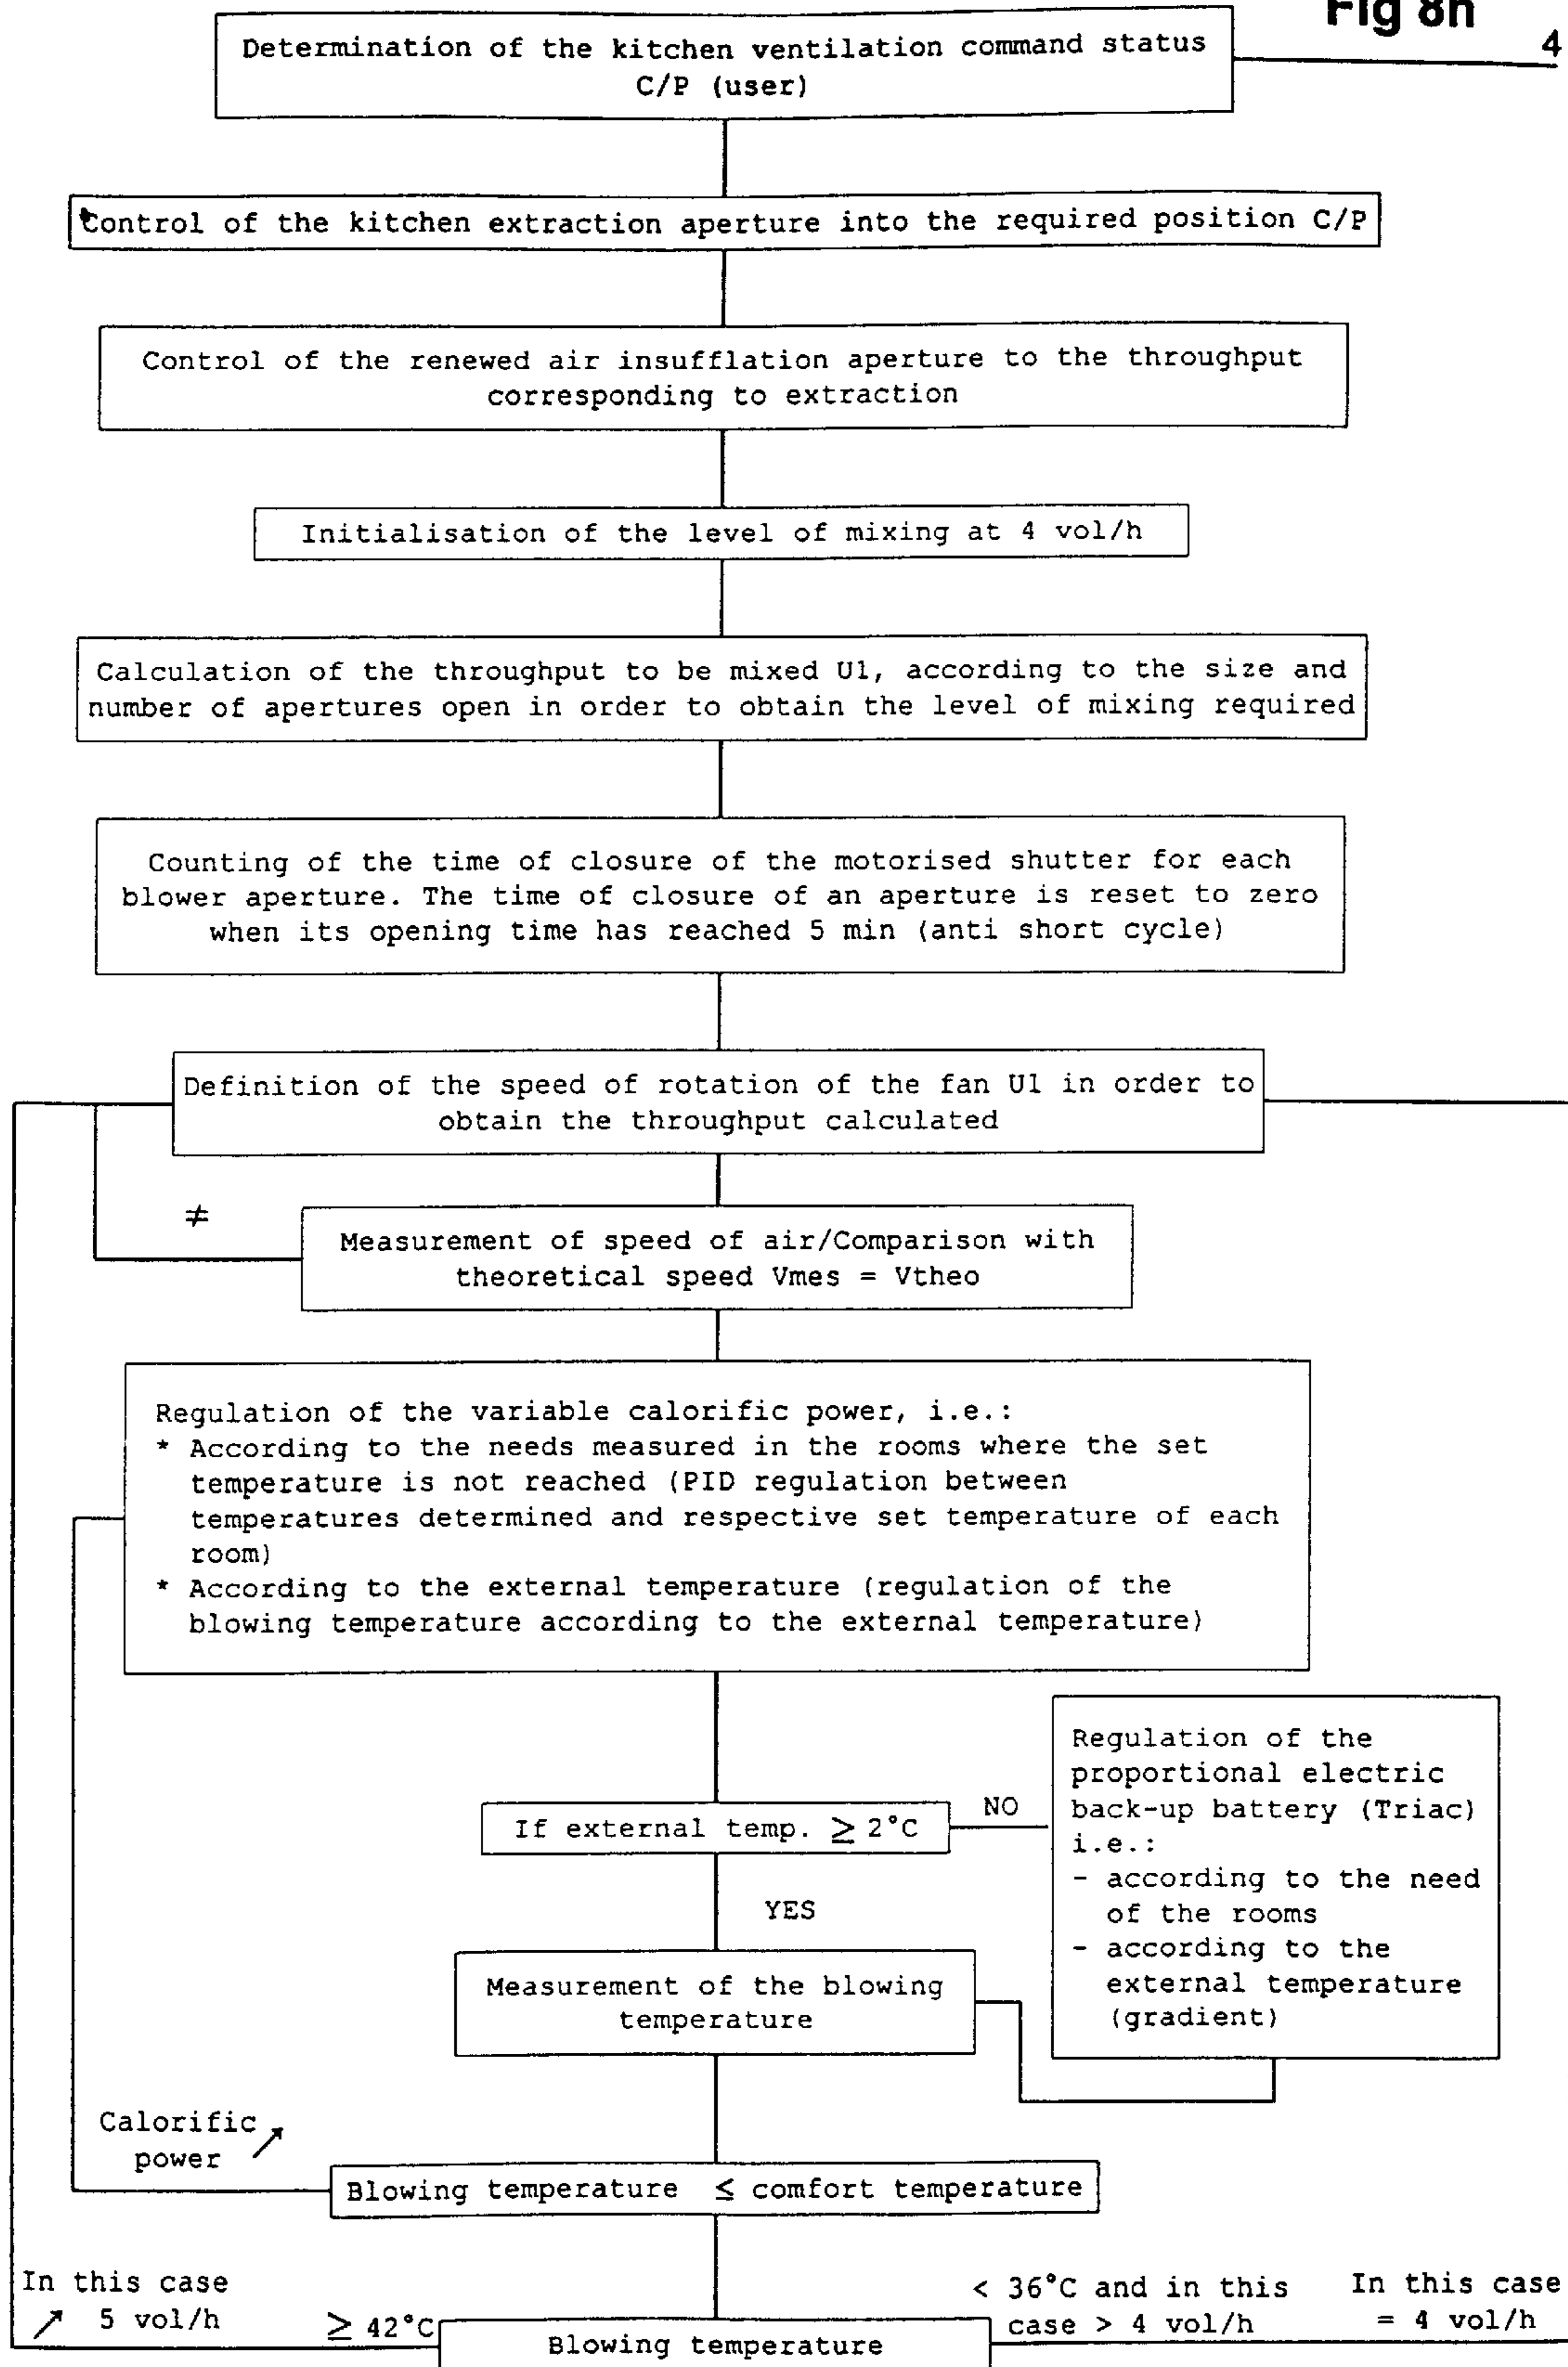 Fig 8h
4
Determination of the kitchen ventilation command status
C/P (user)
Control of the kitchen extraction aperture into the required position C/P
Control of the renewed air insufflation aperture to the throughput
corresponding to extraction
Initialisation of the level of mixing at 4 vol/h
Calculation of the throughput to be mixed U1, according to the size and
number of apertures open in order to obtain the level of mixing required
Counting of the time of closure of the motorised shutter for each
blower aperture. The time of closure of an aperture is reset to zero
when its opening time has reached 5 min (anti short cycle)
Definition of the speed of rotation of the fan U1 in order to
obtain the throughput calculated
≠
Measurement of speed of air/Comparison with
theoretical speed Vmes = Vtheo
Regulation of the variable calorific power, i.e.:
* According to the needs measured in the rooms where the set
temperature is not reached (PID regulation between
temperatures determined and respective set temperature of each
room)
* According to the external temperature (regulation of the
blowing temperature according to the external temperature)
If external temp. ≥ 2°C
NO
Regulation of the
proportional electric
back-up battery (Triac)
i.e.:
- according to the need
of the rooms
- according to the
external temperature
(gradient)
YES
Measurement of the blowing
temperature
Calorific
power ↗
Blowing temperature ≤ comfort temperature
In this case
↗ 5 vol/h
≥ 42°C
Blowing temperature
< 36°C and in this
case > 4 vol/h
In this case
= 4 vol/h